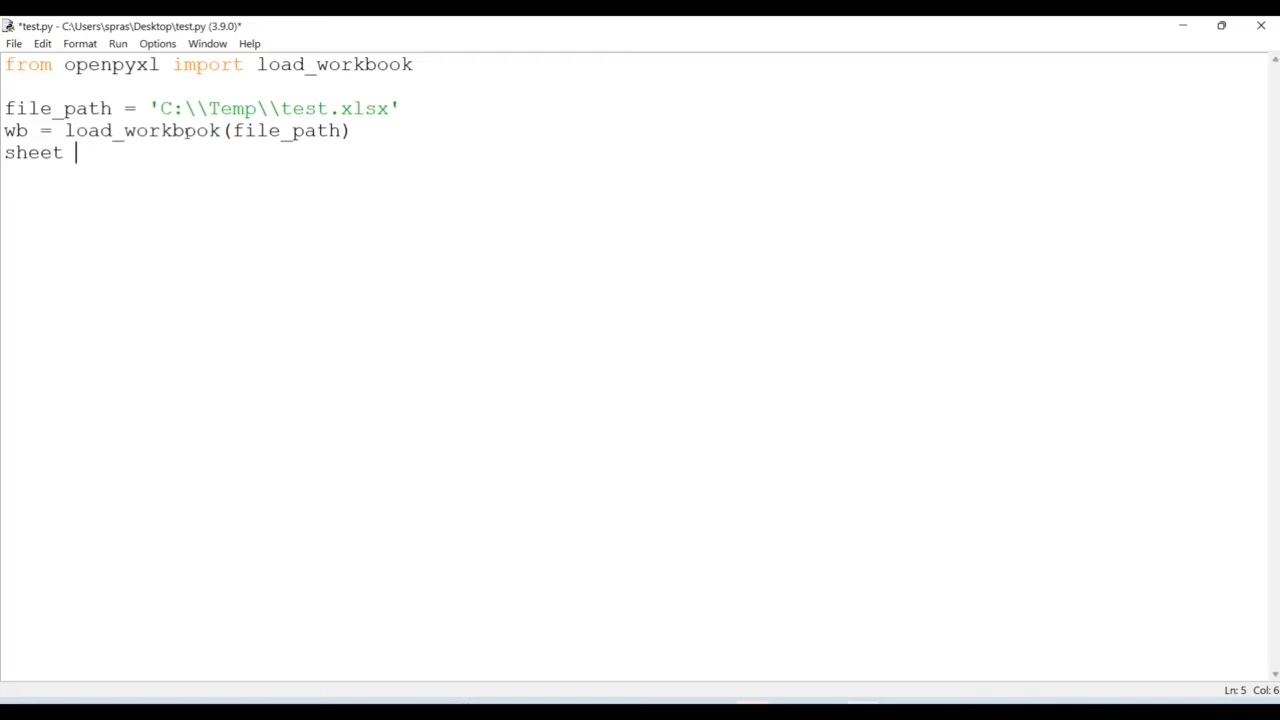 *test.py - C:\Users\spras\Desktop\test.py (3.9.0)*
File Edit Format Run Options Window Help
from openpyxl import load_workbook
file_path = 'C:\\Temp\\test.xlsx'
wb = load_workbpok(file_path)
sheet
Ln: 5 Col: 6